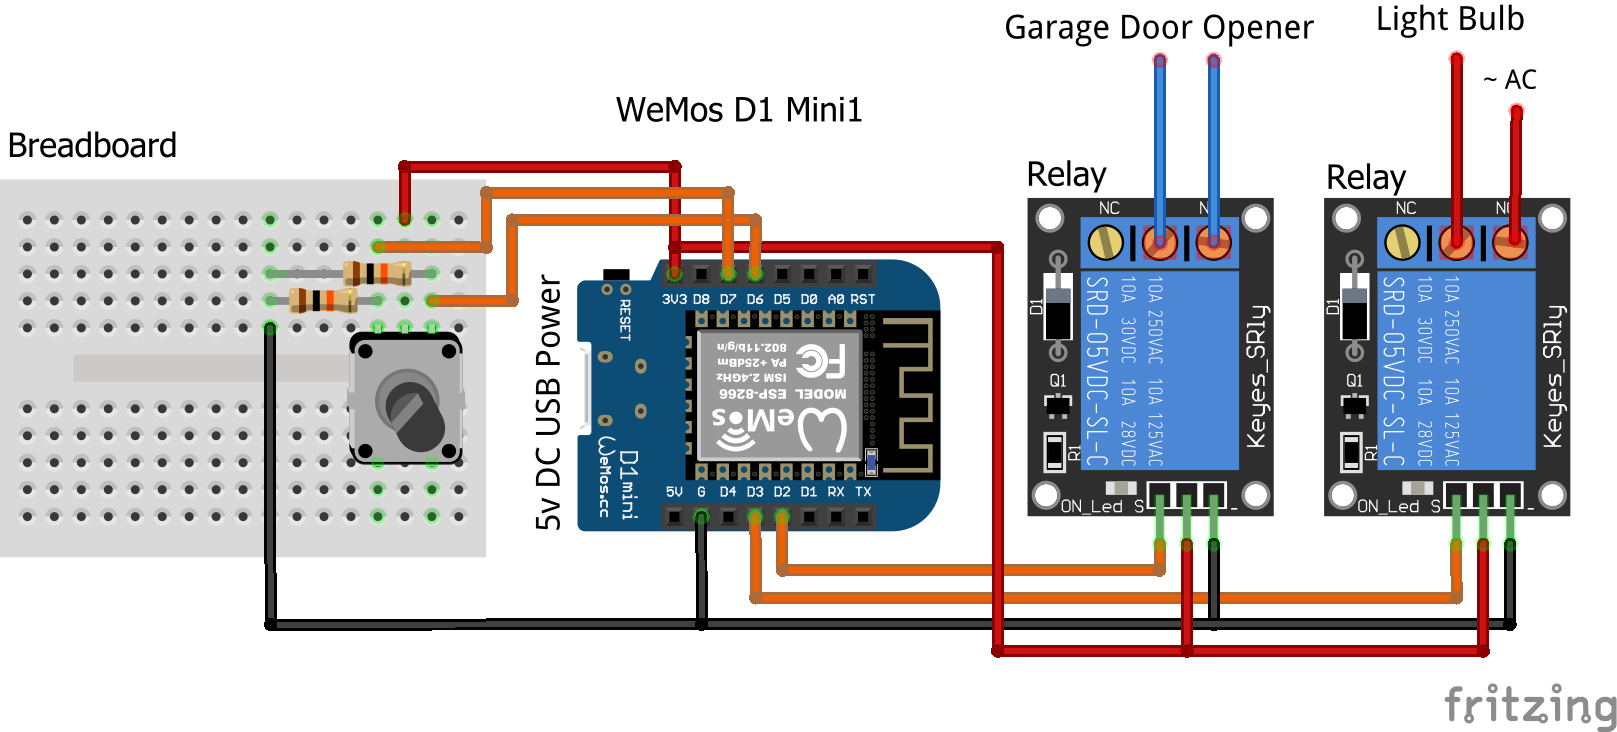 Garage Door Opener
Light Bulb
~ AC
WeMos D1 Mini1
Breadboard
Relay
Relay
NC
NC
3V3 D8 D7 D6 D5 D0 A0 RST
RESET
5v DC USB Power
802.11b/g/n
PA +25dBm
ISM 2.4GHz
MODEL ESP-8266
FC
WeMos
D1mini
WeMos.cc
5V G D4 D3 D2 D1 RX TX
D1
Q1
R1
SRD-05VDC-SL-C
10A 30VDC 10A 28VDC
10A 250VAC 10A 125VAC
Keyes_SRly
ON_Led S
-
D1
Q1
R1
SRD-05VDC-SL-C
10A 30VDC 10A 28VDC
10A 250VAC 10A 125VAC
Keyes_SRly
ON_Led S
-
fritzing